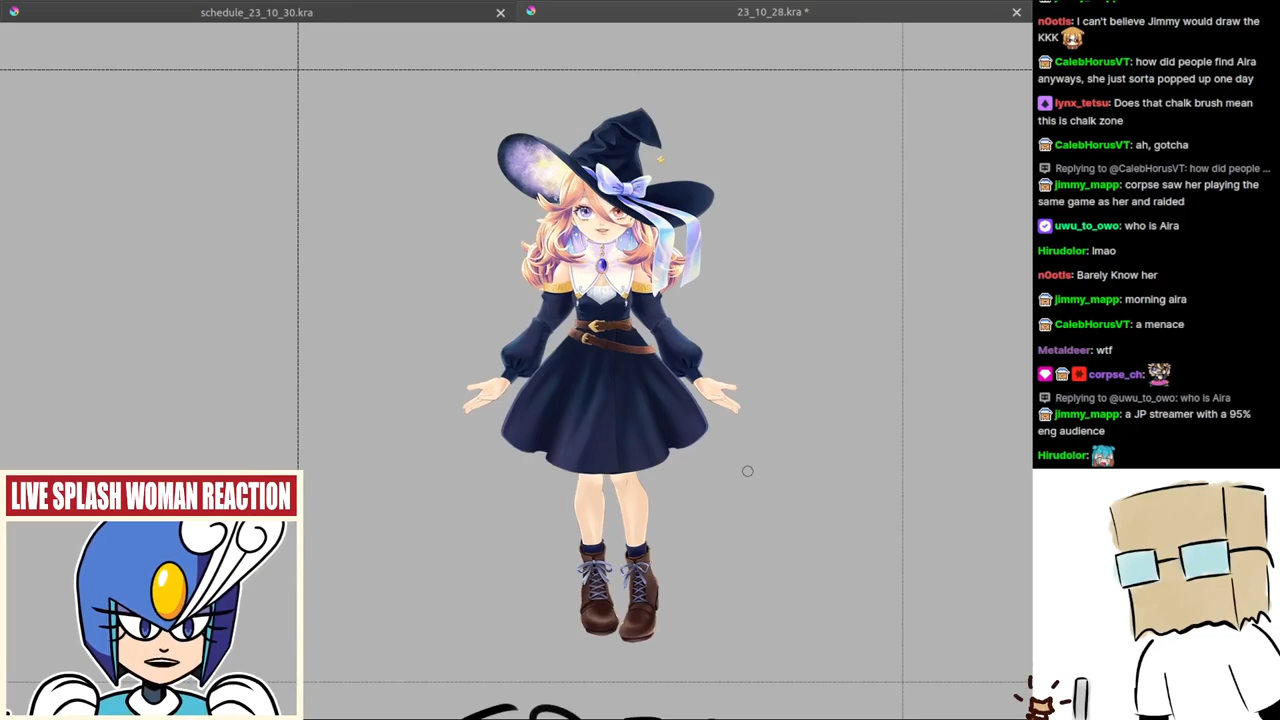 schedule_23_10_30.kra
23_10_28.kra *
n0otls: I can't believe Jimmy would draw the
KKK
CalebHorusVT: how did people find Aira
anyways, she just sorta popped up one day
lynx_tetsu: Does that chalk brush mean
this is chalk zone
CalebHorusVT: ah, gotcha
Replying to @CalebHorusVT: how did people ...
jimmy_mapp: corpse saw her playing the
same game as her and raided
uwu_to_owo: who is Aira
Hirudolor: lmao
n0otls: Barely Know her
jimmy_mapp: morning aira
CalebHorusVT: a menace
Metaldeer: wtf
corpse_ch:
Replying to @uwu_to_owo: who is Aira
jimmy_mapp: a JP streamer with a 95%
eng audience
Hirudolor:
LIVE SPLASH WOMAN REACTION